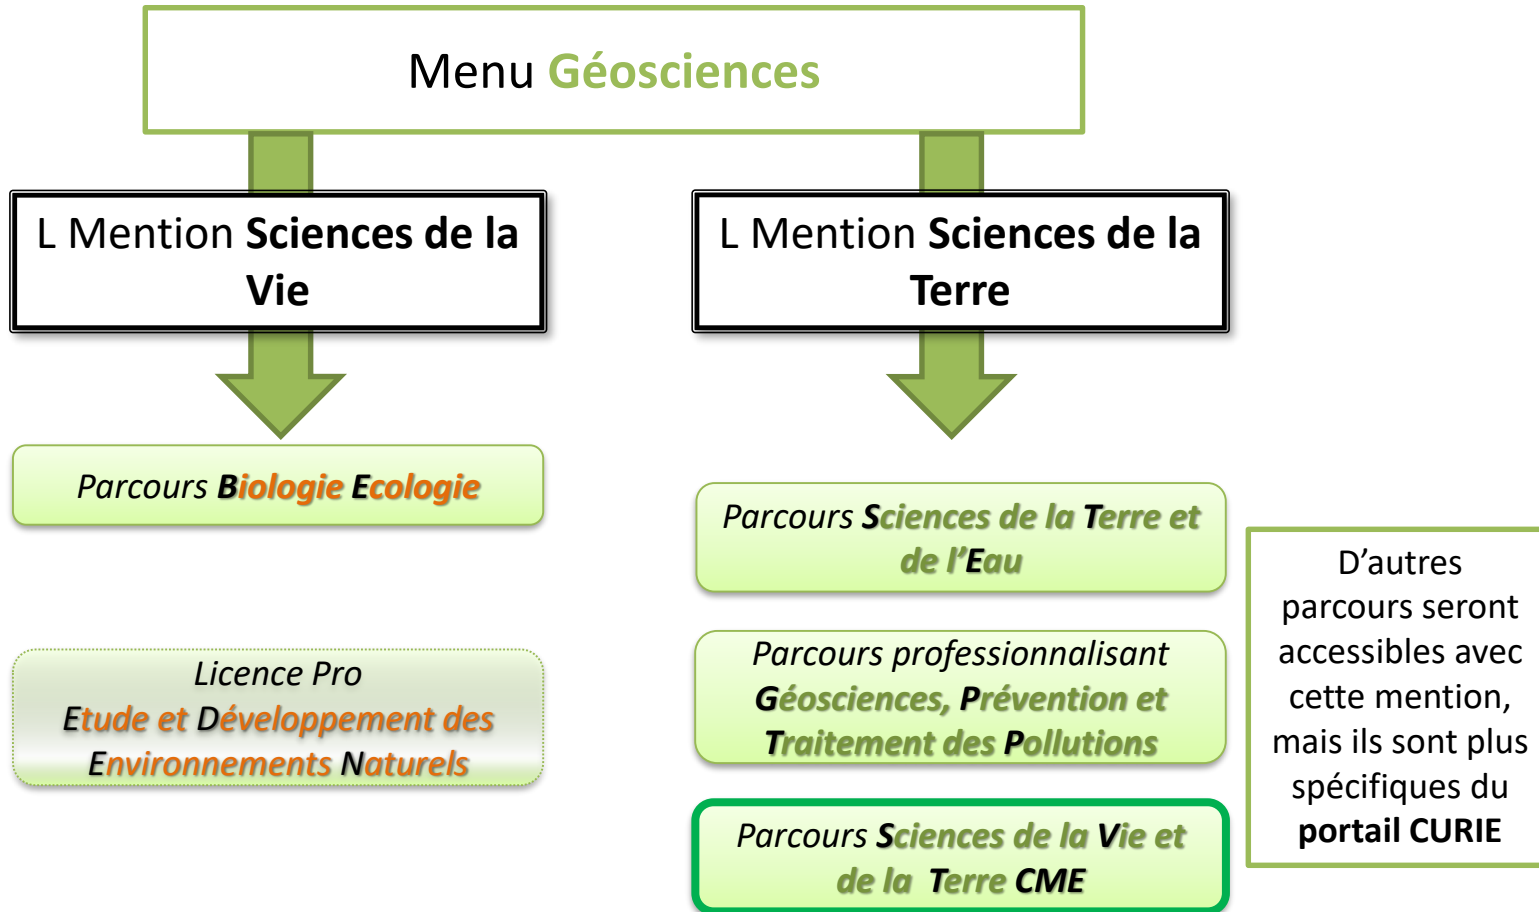 Menu Géosciences
L Mention Sciences de la
Vie
Parcours Biologie Ecologie
Licence Pro
Etude et Développement des
Environnements Naturels
L Mention Sciences de la
Terre
Parcours Sciences de la Terre et
de l’Eau
Parcours professionnalisant
Géosciences, Prévention et
Traitement des Pollutions
Parcours Sciences de la Vie et
de la Terre CME
D’autres
parcours seront
accessibles avec
cette mention,
mais ils sont plus
spécifiques du
portail CURIE